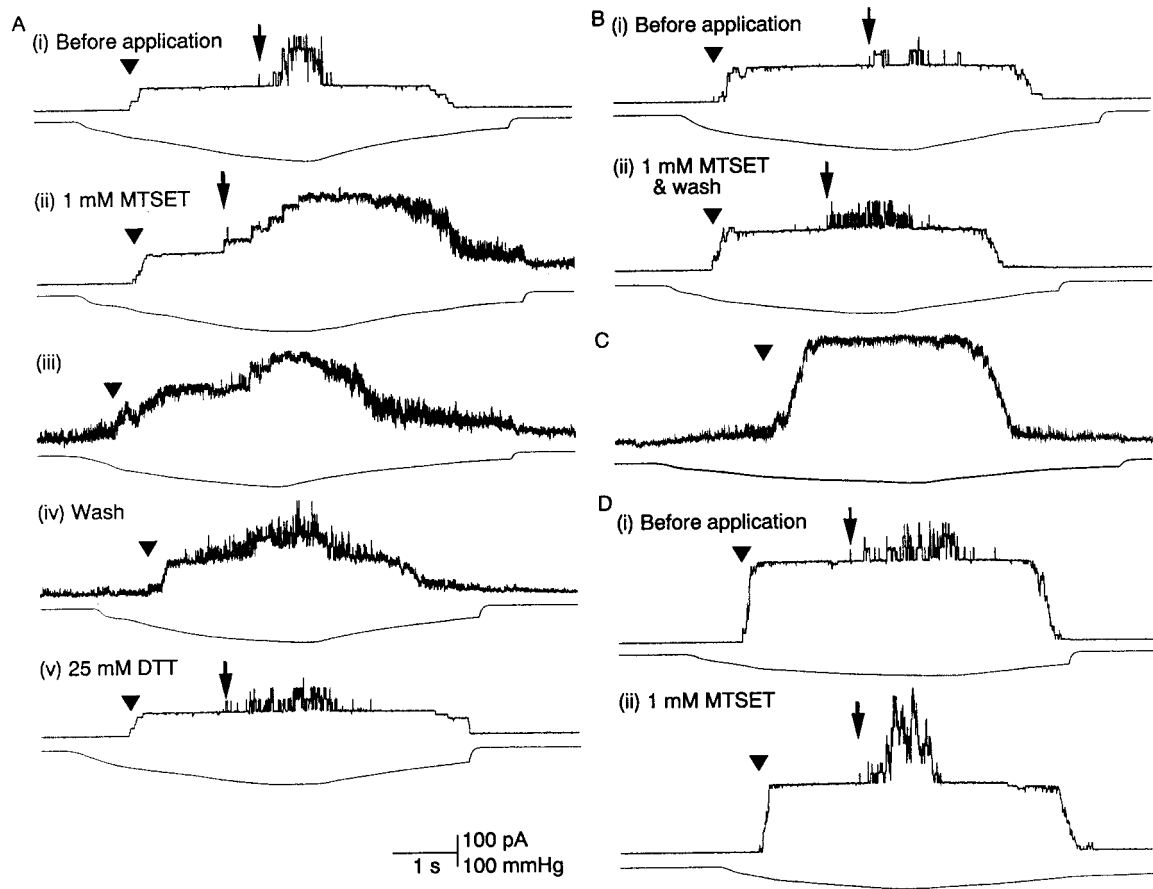 A
(i) Before application
(ii) 1 mM MTSET
(iii)
(iv) Wash
(v) 25 mM DTT
1 s
100 pA
100 mmHg
B
(i) Before application
(ii) 1 mM MTSET
& wash
C
D
(i) Before application
(ii) 1 mM MTSET